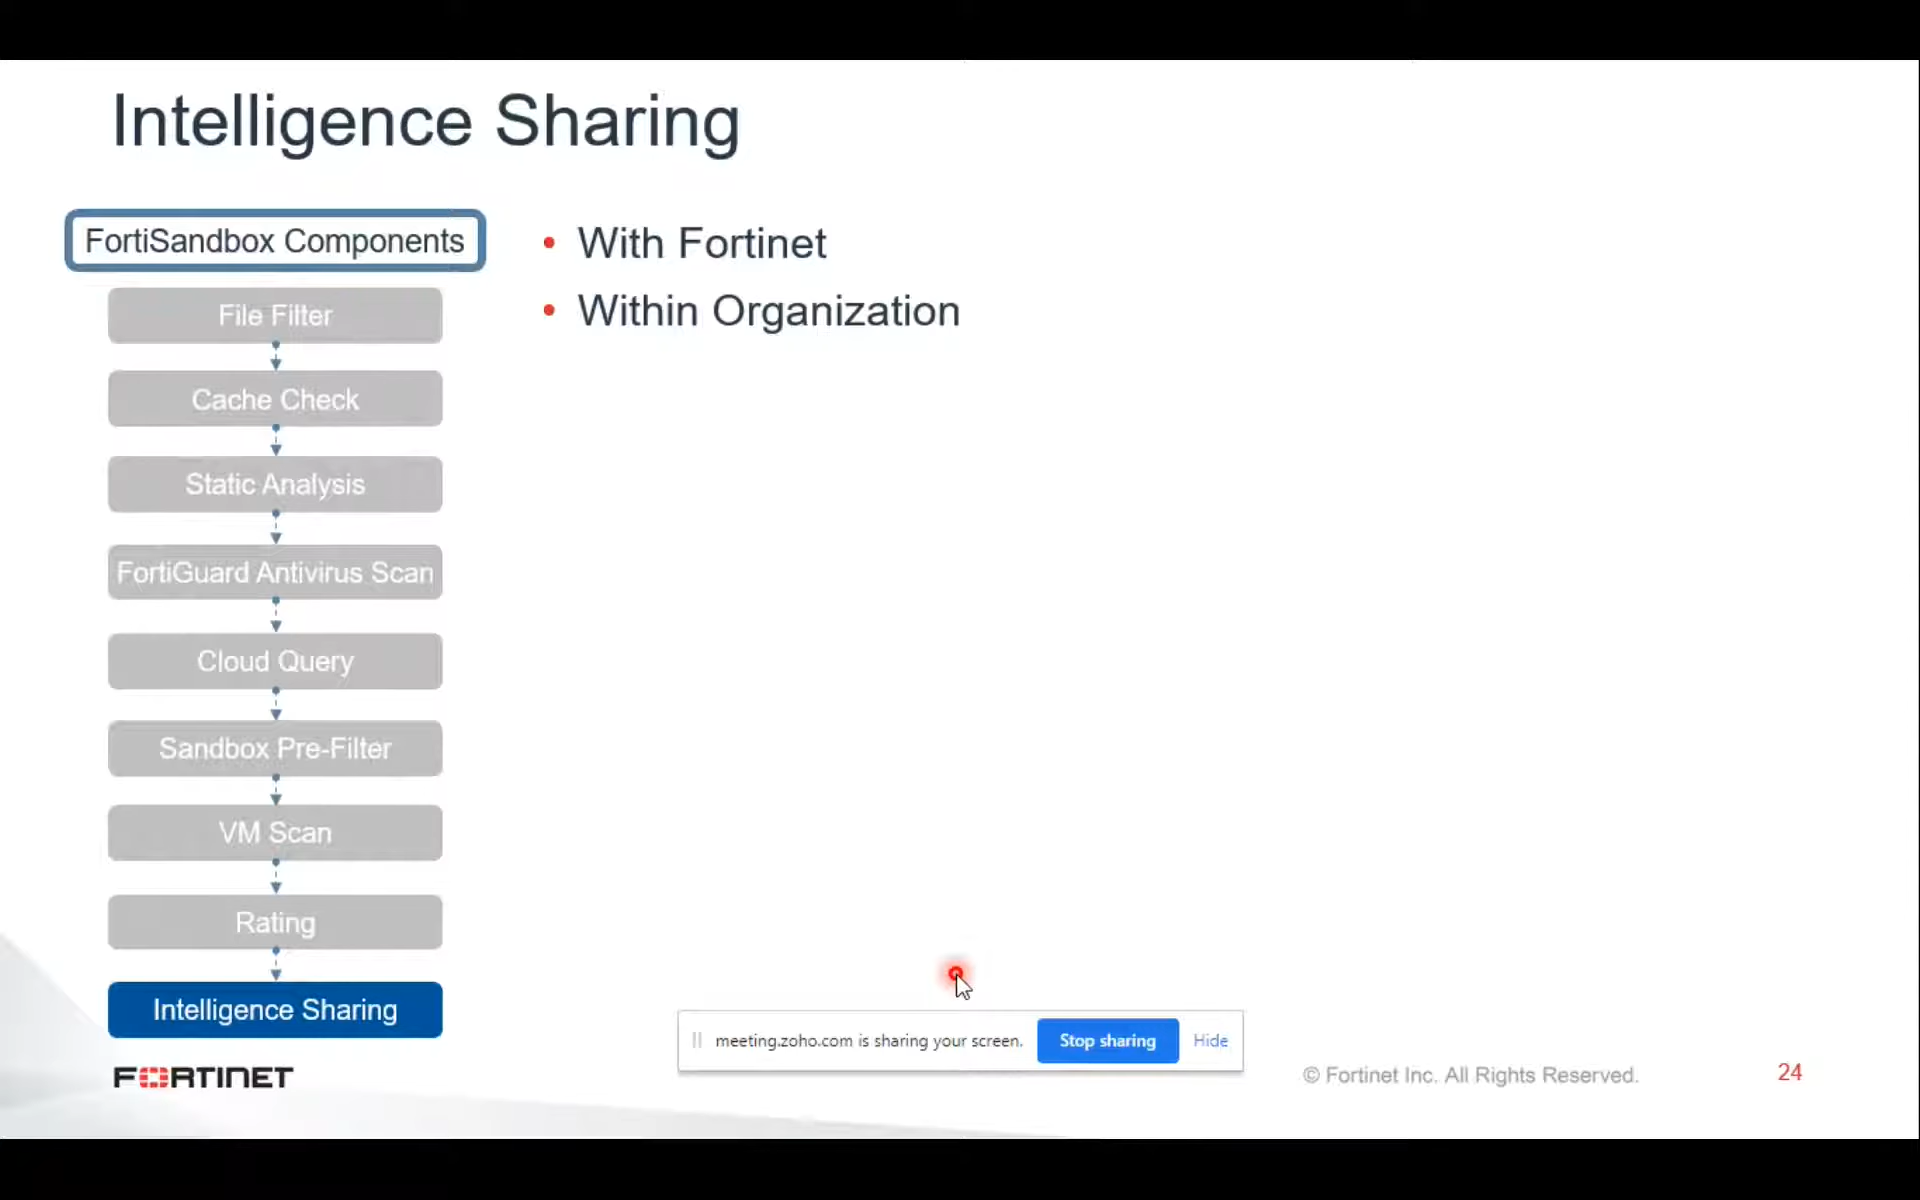 Intelligence Sharing
FortiSandbox Components
File Filter
Cache Check
Static Analysis
FortiGuard Antivirus Scan
Cloud Query
Sandbox Pre-Filter
VM Scan
Rating
Intelligence Sharing
• With Fortinet
• Within Organization
meeting.zoho.com is sharing your screen.
Stop sharing
Hide
FORTINET
© Fortinet Inc. All Rights Reserved.
24